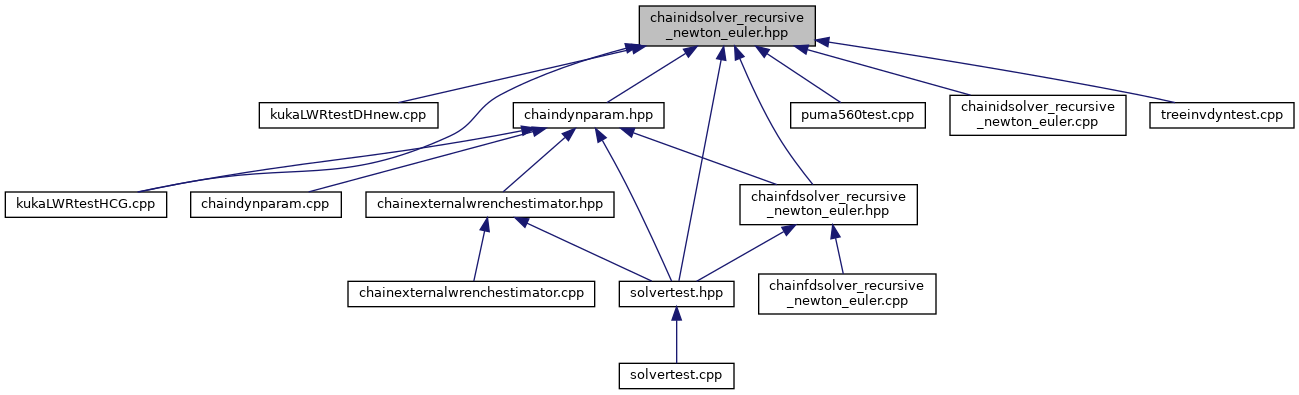 chainidsolver_recursive
_newton_euler.hpp
kukaLWRtestDHnew.cpp
chaindynparam.hpp
puma560test.cpp
chainidsolver_recursive
_newton_euler.cpp
treeinvdyntest.cpp
kukaLWRtestHCG.cpp
chaindynparam.cpp
chainexternalwrenchestimator.hpp
chainfdsolver_recursive
_newton_euler.hpp
chainexternalwrenchestimator.cpp
solvertest.hpp
chainfdsolver_recursive
_newton_euler.cpp
solvertest.cpp